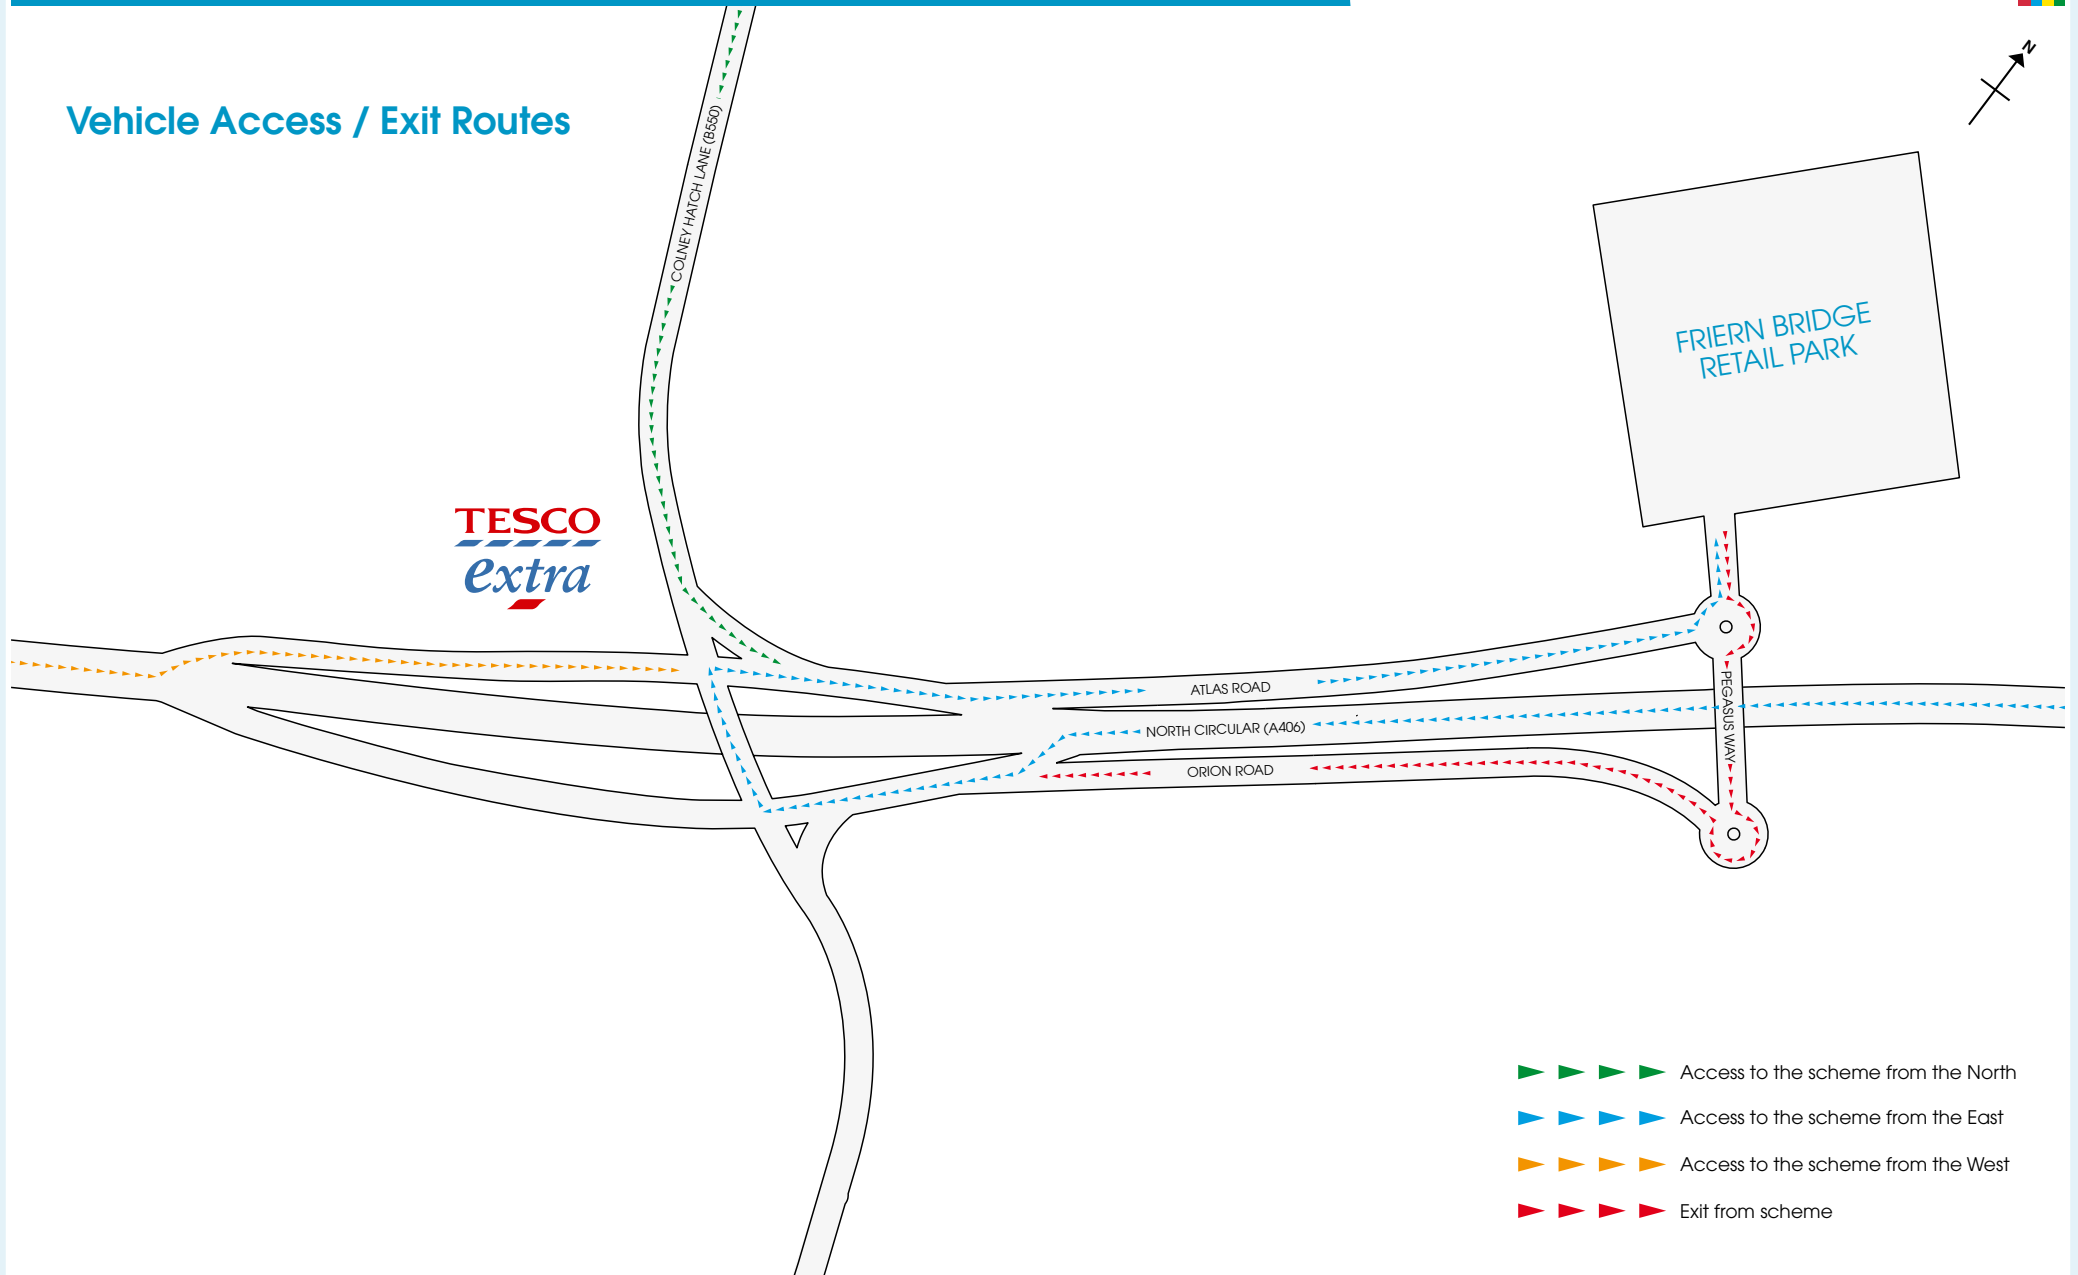 N
Vehicle Access / Exit Routes
COLNEY HATCH LANE (B550)
FRIERN BRIDGE
RETAIL PARK
TESCO
extra
ATLAS ROAD
PEGASUS WAY
NORTH CIRCULAR (A406)
ORION ROAD
Access to the scheme from the North
Access to the scheme from the East
Access to the scheme from the West
Exit from scheme